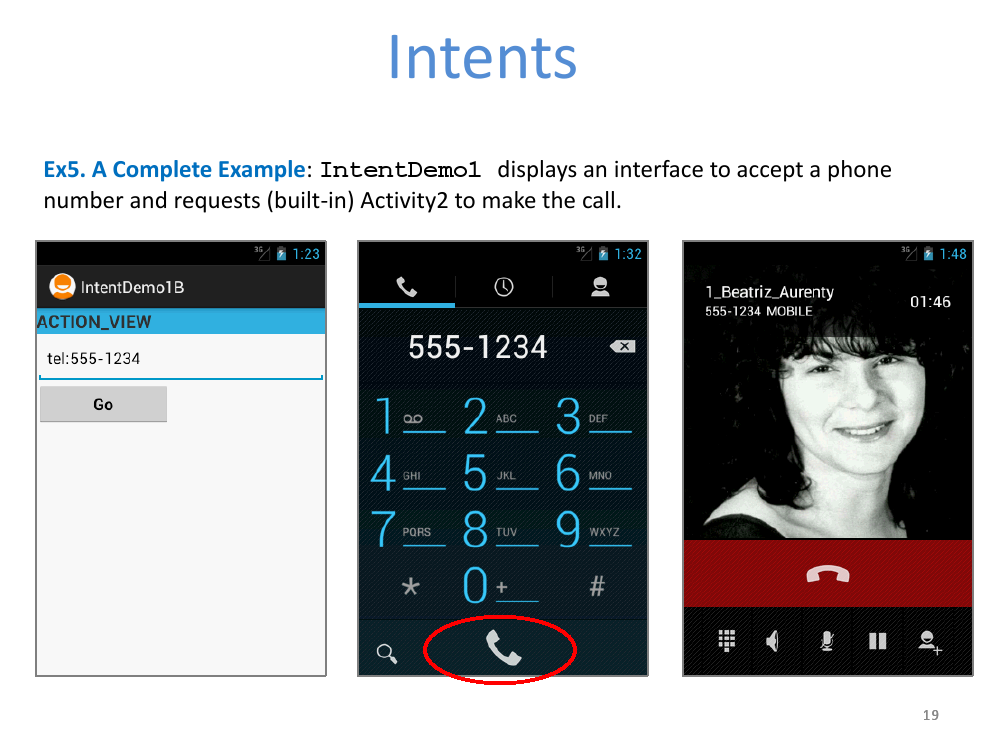 Intents
Ex5. A Complete Example: IntentDemo1 displays an interface to accept a phone
number and requests (built-in) Activity2 to make the call.
3G 1:23
IntentDemo1B
ACTION_VIEW
tel:555-1234
Go
3G 1:32
555-1234
1 2 ABC 3 DEF
4 GHI 5 JKL 6 MNO
7 PQRS 8 TUV 9 WXYZ
* 0 + #
3G 1:48
1_Beatriz_Aurenty 01:46
555-1234 MOBILE
19